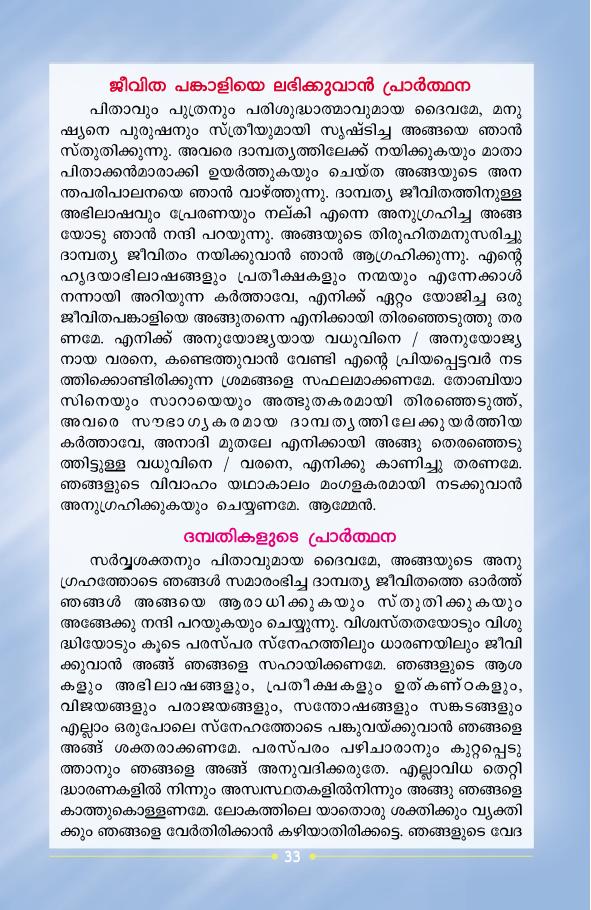 ജീവിത പങ്കാളിയെ ലഭിക്കുവാൻ പ്രാർത്ഥന
പിതാവും പുത്രനും പരിശുദ്ധാത്മാവുമായ ദൈവമേ, മനു
ഷ്യനെ പുരുഷനും സ്ത്രീയുമായി സൃഷ്ടിച്ച അങ്ങയെ ഞാൻ
സ്തുതിക്കുന്നു. അവരെ ദാമ്പത്യത്തിലേക്ക് നയിക്കുകയും മാതാ
പിതാക്കൻമാരാക്കി ഉയർത്തുകയും ചെയ്ത അങ്ങയുടെ അന
ന്തപരിപാലനയെ ഞാൻ വാഴ്ത്തുന്നു. ദാമ്പത്യ ജീവിതത്തിനുള്ള
അഭിലാഷവും പ്രേരണയും നല്കി എന്നെ അനുഗ്രഹിച്ച അങ്ങ
യോടു ഞാൻ നന്ദി പറയുന്നു. അങ്ങയുടെ തിരുഹിതമനുസരിച്ചു
ദാമ്പത്യ ജീവിതം നയിക്കുവാൻ ഞാൻ ആഗ്രഹിക്കുന്നു. എന്റെ
ഹൃദയാഭിലാഷങ്ങളും പ്രതീക്ഷകളും നന്മയും എന്നേക്കാൾ
നന്നായി അറിയുന്ന കർത്താവേ, എനിക്ക് ഏറ്റം യോജിച്ച ഒരു
ജീവിതപങ്കാളിയെ അങ്ങുതന്നെ എനിക്കായി തിരഞ്ഞെടുത്തു തര
ണമേ. എനിക്ക് അനുയോജ്യയായ വധുവിനെ / അനുയോജ്യ
നായ വരനെ, കണ്ടെത്തുവാൻ വേണ്ടി എന്റെ പ്രിയപ്പെട്ടവർ നട
ത്തിക്കൊണ്ടിരിക്കുന്ന ശ്രമങ്ങളെ സഫലമാക്കണമേ. തോബിയാ
സിനെയും സാറായെയും അത്ഭുതകരമായി തിരഞ്ഞെടുത്ത്,
അവരെ സൗഭാഗ്യകരമായ ദാമ്പത്യത്തിലേക്കുയർത്തിയ
കർത്താവേ, അനാദി മുതലേ എനിക്കായി അങ്ങു തെരഞ്ഞെടു
ത്തിട്ടുള്ള വധുവിനെ / വരനെ, എനിക്കു കാണിച്ചു തരണമേ.
ഞങ്ങളുടെ വിവാഹം യഥാകാലം മംഗളകരമായി നടക്കുവാൻ
അനുഗ്രഹിക്കുകയും ചെയ്യണമേ. ആമ്മേൻ.
ദമ്പതികളുടെ പ്രാർത്ഥന
സർവ്വശക്തനും പിതാവുമായ ദൈവമേ, അങ്ങയുടെ അനു
ഗ്രഹത്തോടെ ഞങ്ങൾ സമാരംഭിച്ച ദാമ്പത്യ ജീവിതത്തെ ഓർത്ത്
ഞങ്ങൾ അങ്ങയെ ആരാധിക്കുകയും സ്തുതിക്കുകയും
അങ്ങേക്കു നന്ദി പറയുകയും ചെയ്യുന്നു. വിശ്വസ്തതയോടും വിശു
ദ്ധിയോടും കൂടെ പരസ്പര സ്നേഹത്തിലും ധാരണയിലും ജീവി
ക്കുവാൻ അങ്ങ് ഞങ്ങളെ സഹായിക്കണമേ. ഞങ്ങളുടെ ആശ
കളും അഭിലാഷങ്ങളും, പ്രതീക്ഷകളും ഉത്കണ്ഠകളും,
വിജയങ്ങളും പരാജയങ്ങളും, സന്തോഷങ്ങളും സങ്കടങ്ങളും
എല്ലാം ഒരുപോലെ സ്നേഹത്തോടെ പങ്കുവയ്ക്കുവാൻ ഞങ്ങളെ
അങ്ങ് ശക്തരാക്കണമേ. പരസ്പരം പഴിചാരാനും കുറ്റപ്പെടു
ത്താനും ഞങ്ങളെ അങ്ങ് അനുവദിക്കരുതേ. എല്ലാവിധ തെറ്റി
ദ്ധാരണകളിൽ നിന്നും അസ്വസ്ഥതകളിൽനിന്നും അങ്ങു ഞങ്ങളെ
കാത്തുകൊള്ളണമേ. ലോകത്തിലെ യാതൊരു ശക്തിക്കും വ്യക്തി
ക്കും ഞങ്ങളെ വേർതിരിക്കാൻ കഴിയാതിരിക്കട്ടെ. ഞങ്ങളുടെ വേദ
33